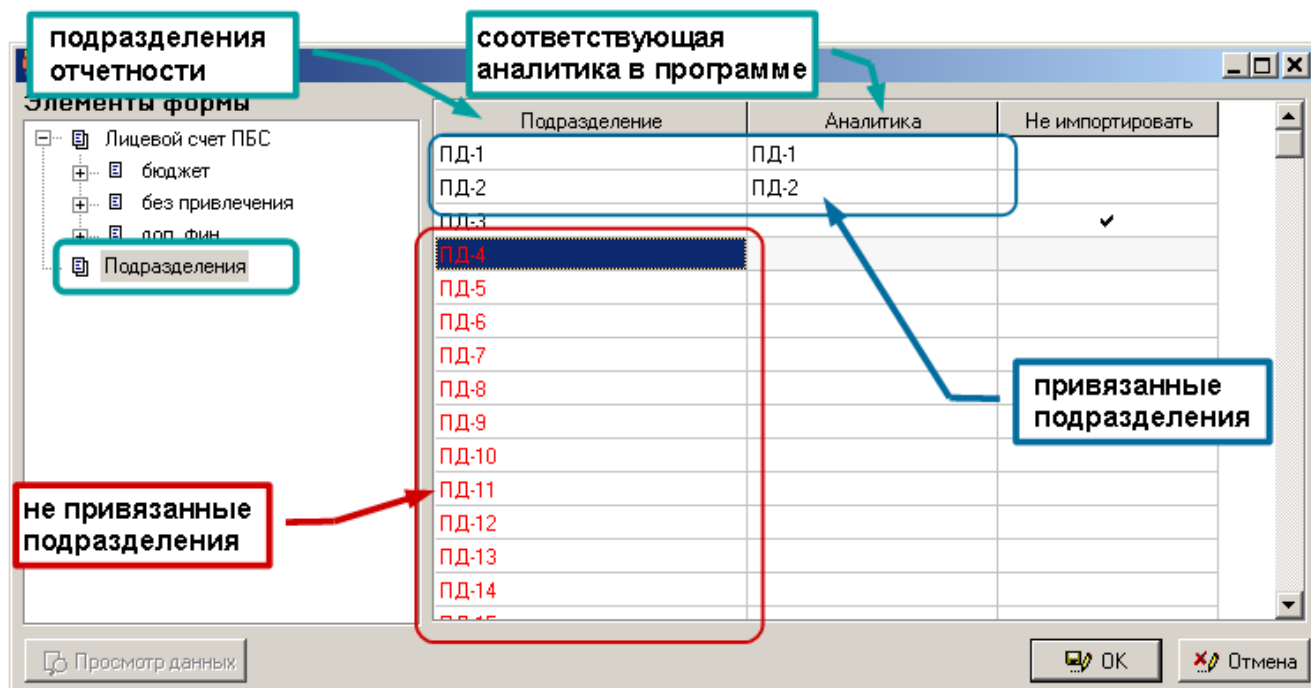 подразделения
отчетности
соответствующая
аналитика в программе
Элементы формы
Лицевой счет ПБС
бюджет
без привлечения
доп. фин
Подразделения
Подразделение Аналитика Не импортировать
ПД-1 ПД-1
ПД-2 ПД-2
ПД-3 ✓
ПД-4
ПД-5
ПД-6
ПД-7
ПД-8
ПД-9
ПД-10
ПД-11
ПД-12
ПД-13
ПД-14
привязанные
подразделения
не привязанные
подразделения
Просмотр данных
OK
Отмена